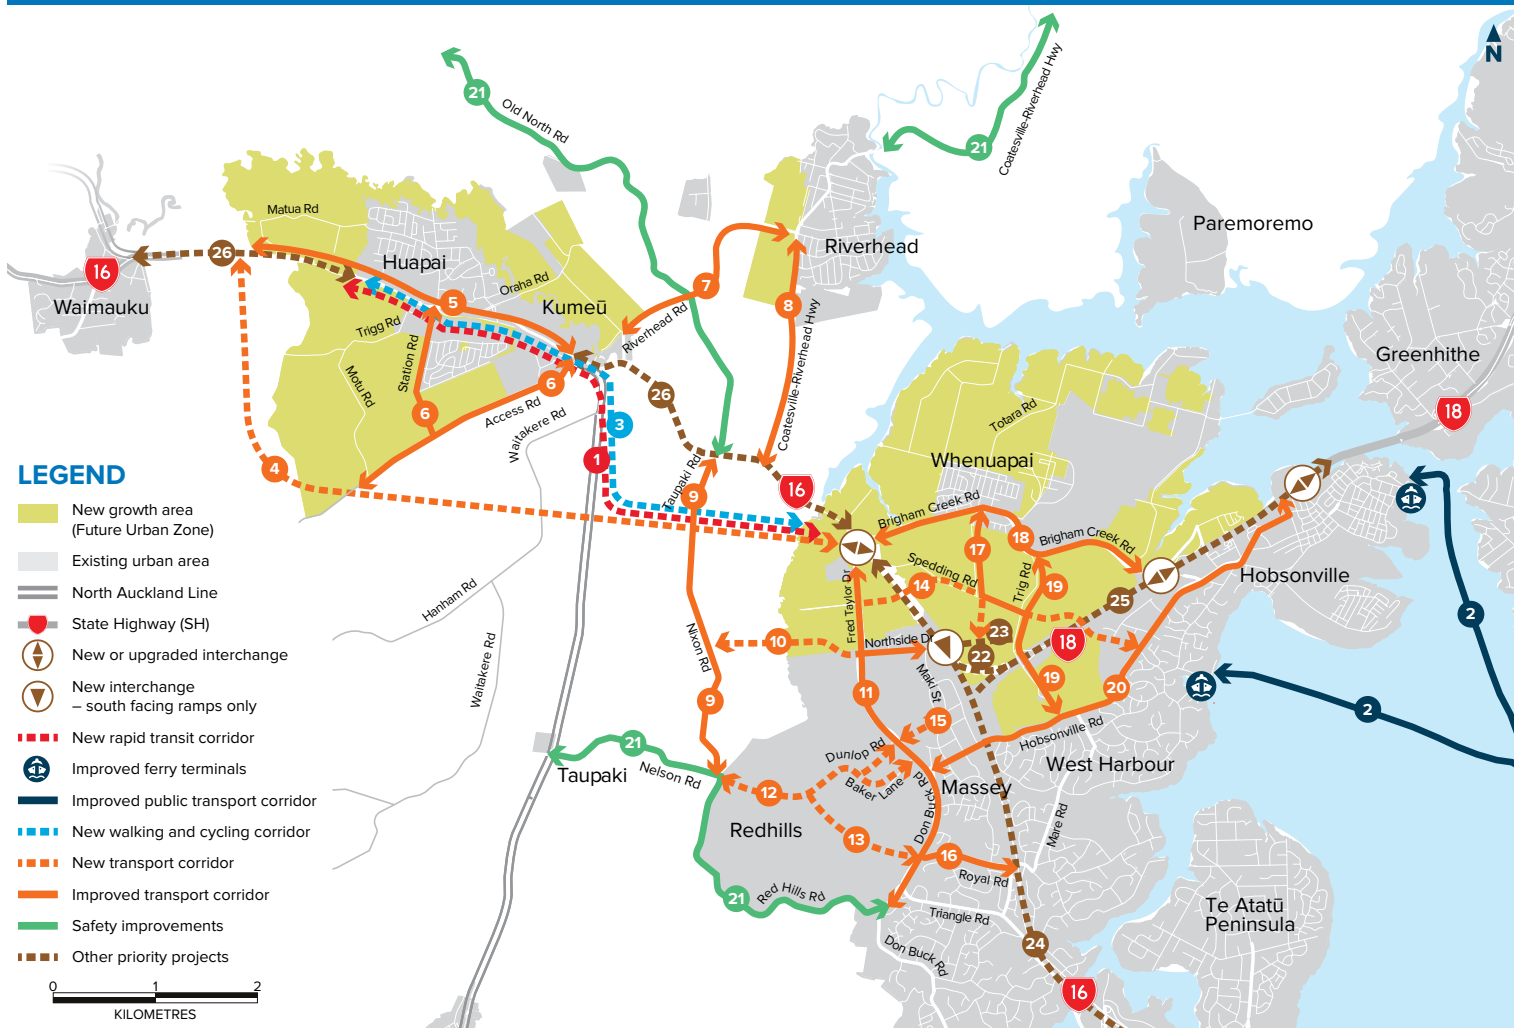 N
21
Old North Rd
21
Coatesville-Riverhead Hwy
Matua Rd
26
16
Waimauku
Huapai
Oraha Rd
Kumeū
5
Trigg Rd
Station Rd
Motu Rd
6
6
Access Rd
Waitakere Rd
Riverhead Rd
7
Riverhead
8
Coatesville-Riverhead Hwy
Paremoremo
Greenhithe
18
26
3
1
4
Taupaki Rd
9
16
Whenuapai
Totara Rd
Brigham Creek Rd
17
18
Brigham Creek Rd
Spedding Rd
14
Trig Rd
19
25
Hobsonville
2
Fred Taylor Dr
Northside Dr
23
22
18
10
Nixon Rd
9
11
Maki St
15
19
20
Hobsonville Rd
2
West Harbour
Hanham Rd
Waitakere Rd
21
Taupaki
Nelson Rd
12
Dunlop Rd
Baker Lane
Massey
Redhills
13
Don Buck Rd
16
Royal Rd
Mare Rd
21
Red Hills Rd
Triangle Rd
Don Buck Rd
24
16
Te Atatū
Peninsula
LEGEND
New growth area
(Future Urban Zone)
Existing urban area
North Auckland Line
State Highway (SH)
New or upgraded interchange
New interchange
– south facing ramps only
New rapid transit corridor
Improved ferry terminals
Improved public transport corridor
New walking and cycling corridor
New transport corridor
Improved transport corridor
Safety improvements
Other priority projects
0 1 2
KILOMETRES